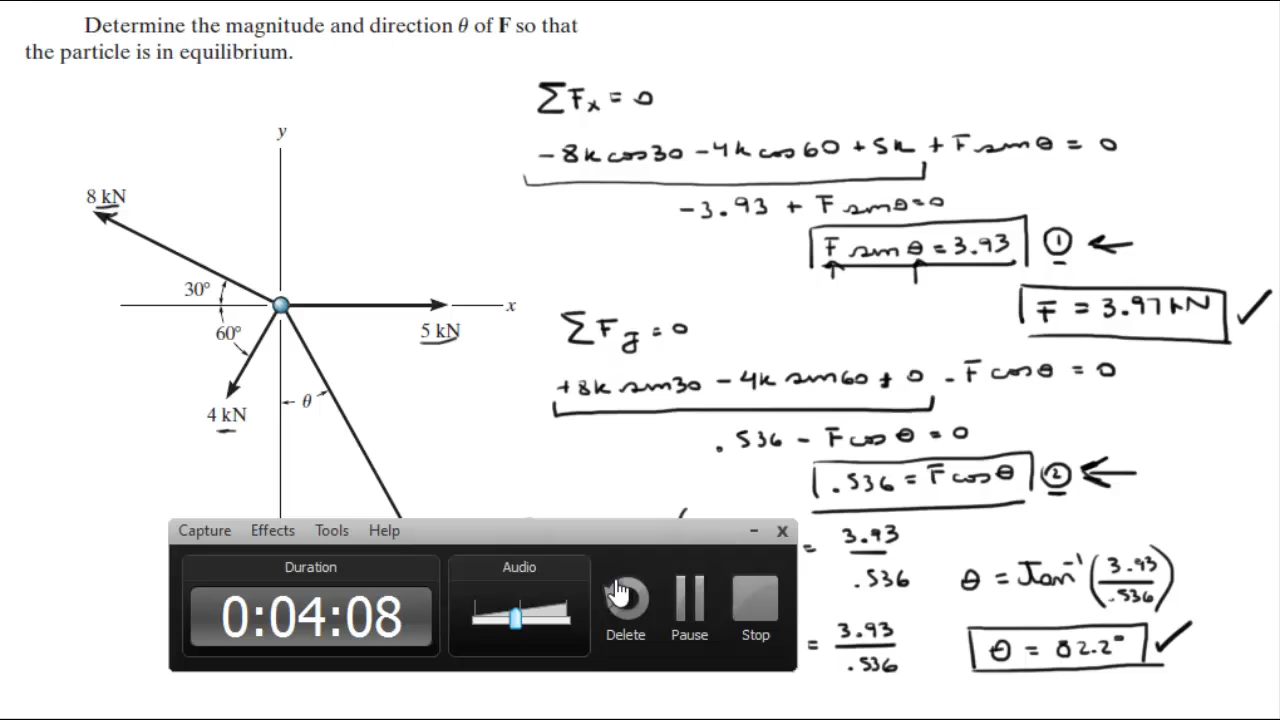 Determine the magnitude and direction θ of F so that
the particle is in equilibrium.
ΣFx = 0
-8k cos30 - 4k cos60 + 5k + F sinθ = 0
-3.93 + F sinθ = 0
F sin θ = 3.93 ①
F = 3.97 kN
ΣFy = 0
+8k sin30 - 4k sin60 + 0 - F cosθ = 0
.536 - F cos θ = 0
.536 = F cosθ ②
= 3.93
.536
= 3.93
.536
θ = Tan⁻¹ (3.93
.536)
θ = 82.2°
y
8 kN
30°
x
5 kN
60°
4 kN
θ
Capture Effects Tools Help
- x
Duration
0:04:08
Audio
Delete Pause Stop